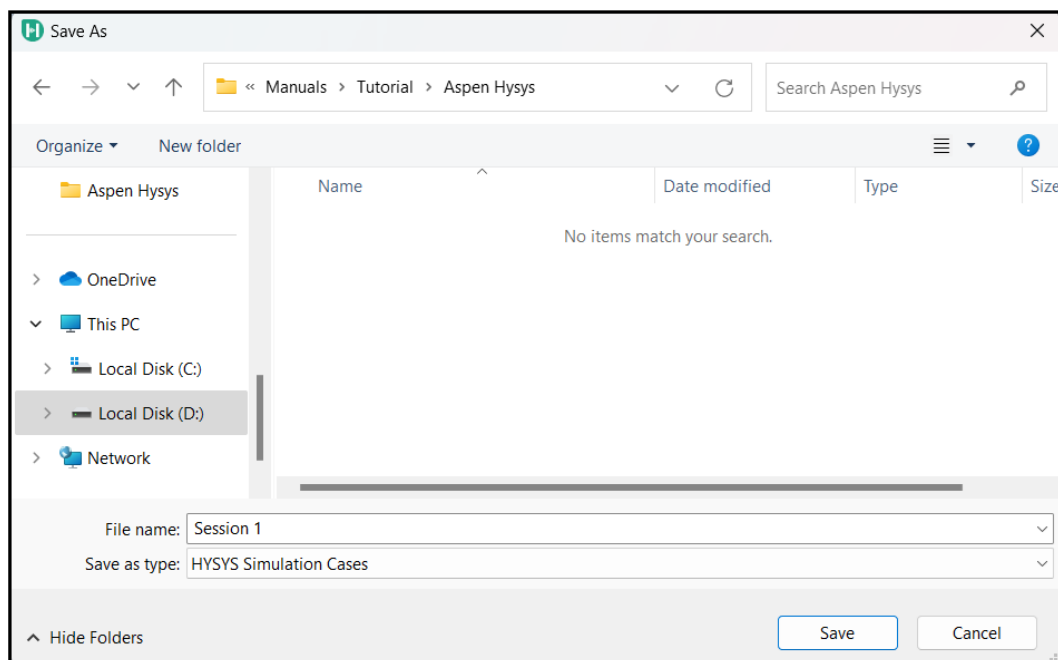 Save As
« Manuals > Tutorial > Aspen Hysys
Search Aspen Hysys
Organize New folder
?
Aspen Hysys
Name Date modified Type Size
No items match your search.
OneDrive
This PC
Local Disk (C:)
Local Disk (D:)
Network
File name: Session 1
Save as type: HYSYS Simulation Cases
Hide Folders
Save Cancel